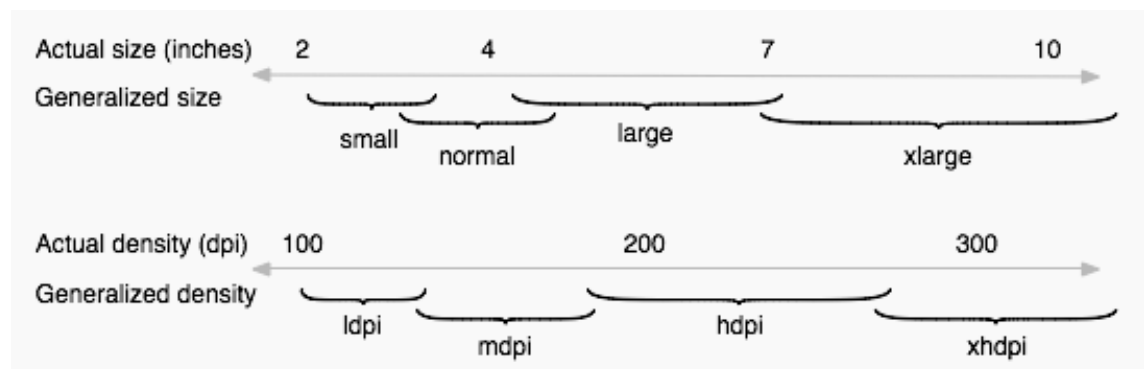 Actual size (inches) 2 4 7 10
Generalized size
small
large
normal
xlarge
Actual density (dpi) 100 200 300
Generalized density
ldpi
hdpi
mdpi
xhdpi